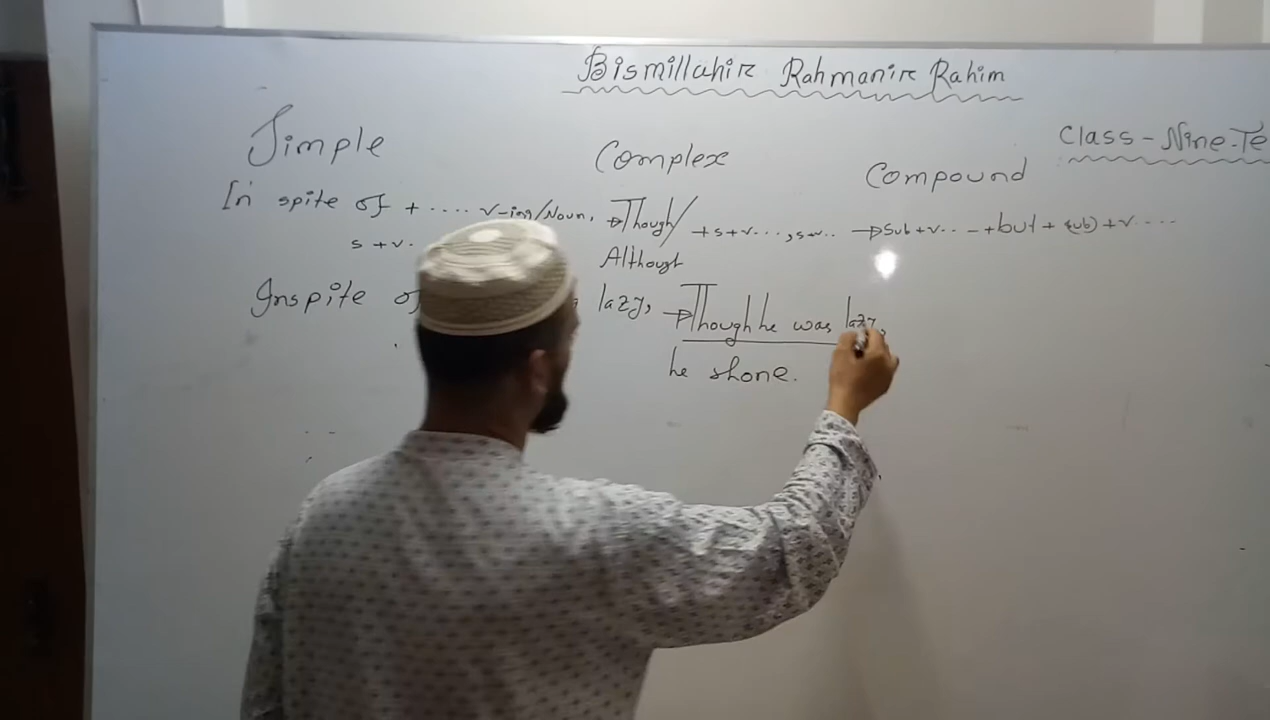 Bismillahir Rahmanir Rahim
Class - Nine-Te
Simple Complex Compound
In spite of + .... v-ing/Noun, Though/ + s+v..., s+v.. Sub+v.. - +but + (sub) + v ....
s + v.
Although
Inspite of lazy, Though he was lazy,
he shone.